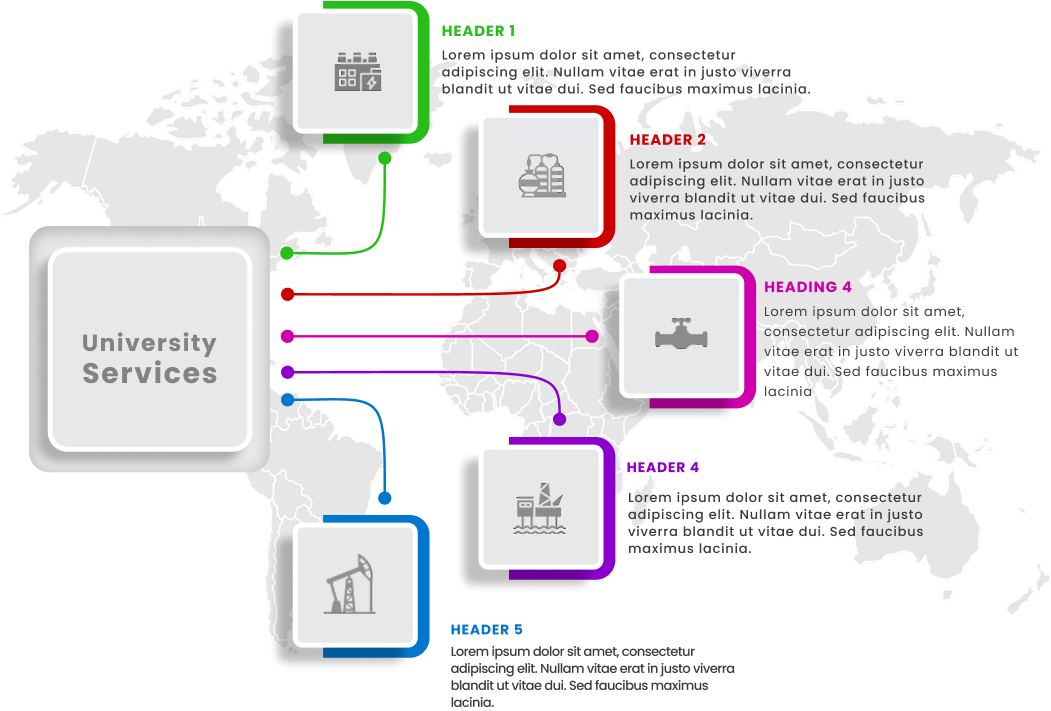 HEADER 1
Lorem ipsum dolor sit amet, consectetur
adipiscing elit. Nullam vitae erat in justo viverra
blandit ut vitae dui. Sed faucibus maximus lacinia.
HEADER 2
Lorem ipsum dolor sit amet, consectetur
adipiscing elit. Nullam vitae erat in justo
viverra blandit ut vitae dui. Sed faucibus
maximus lacinia.
University
Services
HEADING 4
Lorem ipsum dolor sit amet,
consectetur adipiscing elit. Nullam
vitae erat in justo viverra blandit ut
vitae dui. Sed faucibus maximus
lacinia
HEADER 4
Lorem ipsum dolor sit amet, consectetur
adipiscing elit. Nullam vitae erat in justo
viverra blandit ut vitae dui. Sed faucibus
maximus lacinia.
HEADER 5
Lorem ipsum dolor sit amet, consectetur
adipiscing elit. Nullam vitae erat in justo viverra
blandit ut vitae dui. Sed faucibus maximus
lacinia.